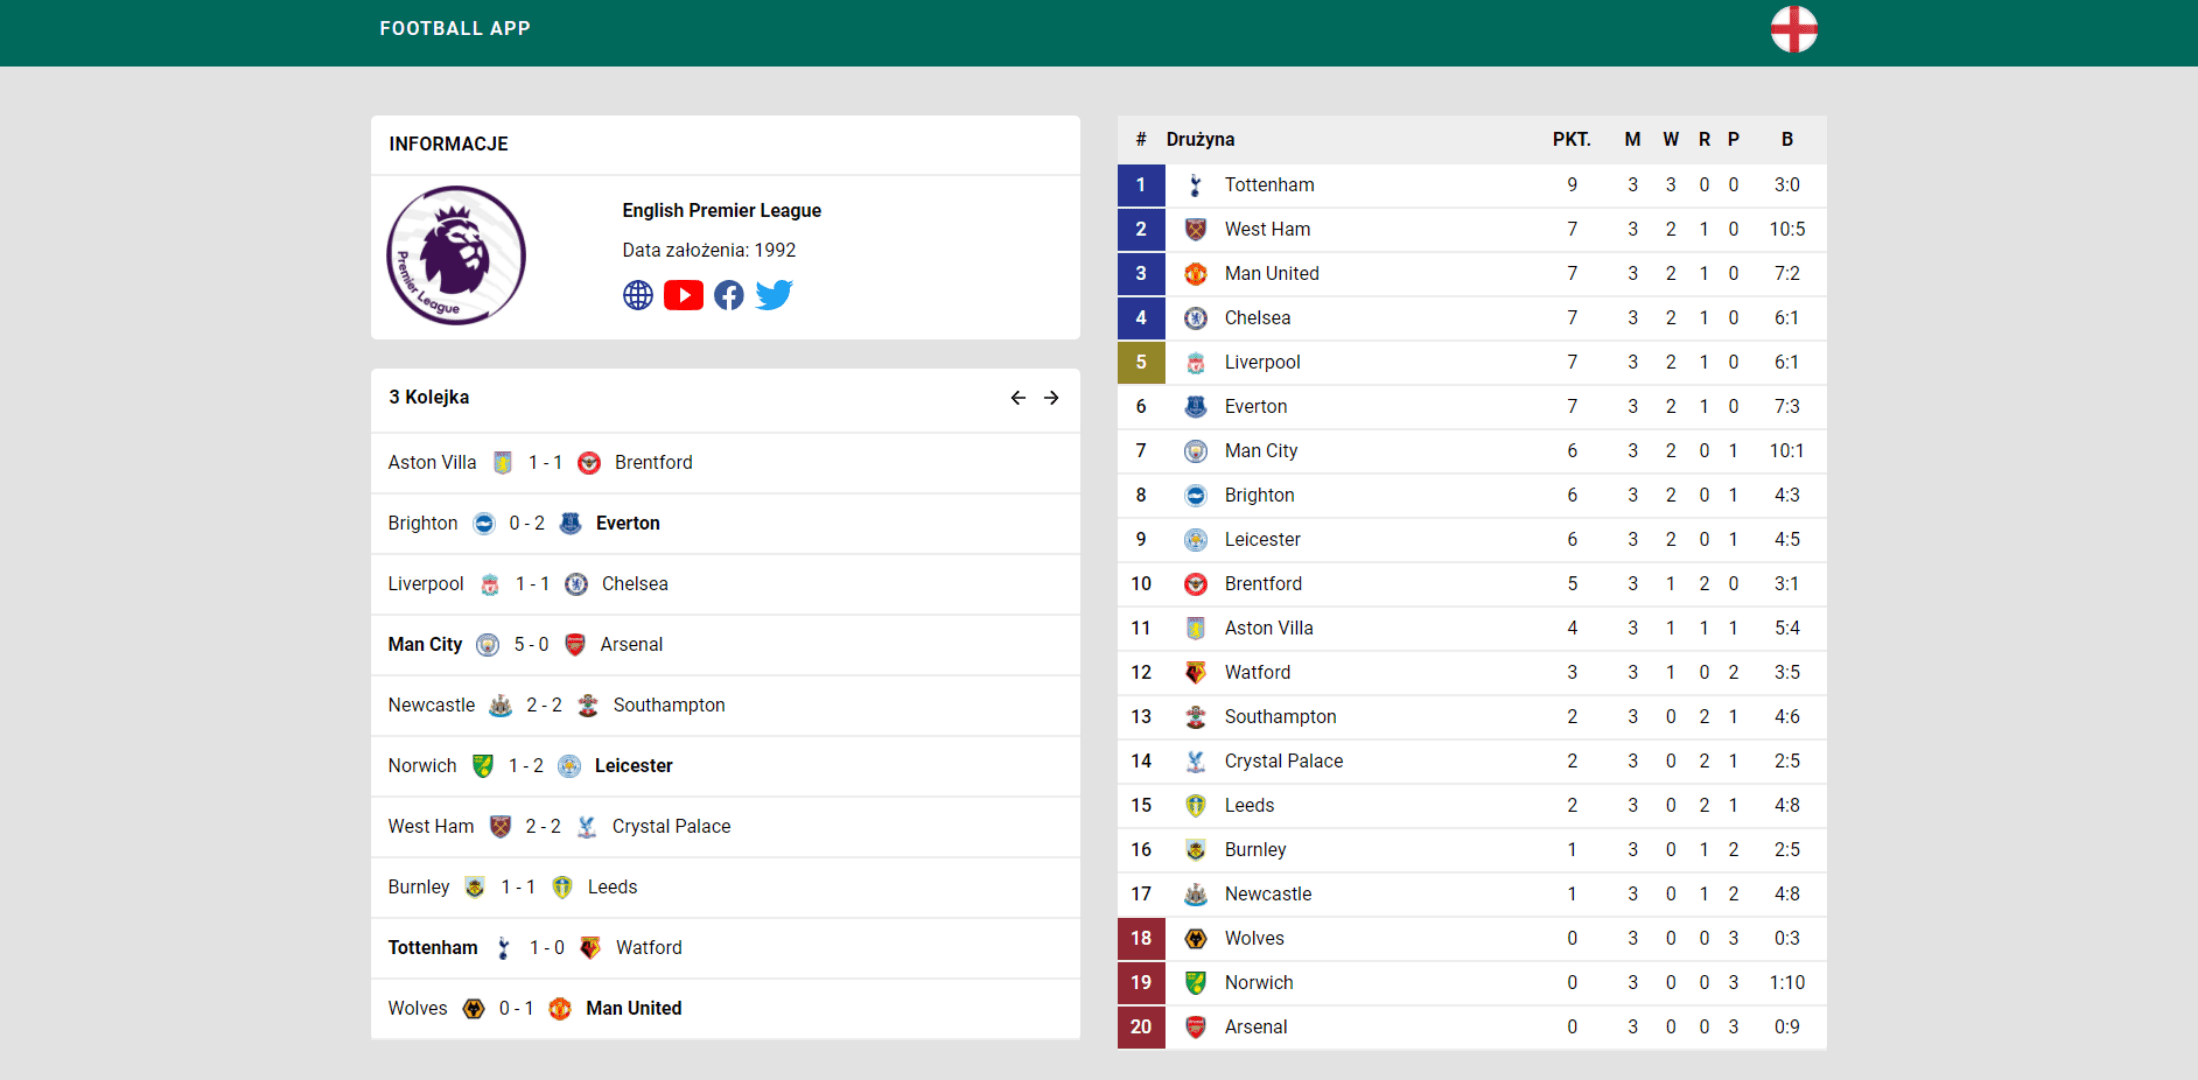 FOOTBALL APP
INFORMACJE
Premier League
English Premier League
Data założenia: 1992
3 Kolejka
Aston Villa 1 - 1 Brentford
Brighton 0 - 2 Everton
Liverpool 1 - 1 Chelsea
Man City 5 - 0 Arsenal
Newcastle 2 - 2 Southampton
Norwich 1 - 2 Leicester
West Ham 2 - 2 Crystal Palace
Burnley 1 - 1 Leeds
Tottenham 1 - 0 Watford
Wolves 0 - 1 Man United
# Drużyna PKT. M W R P B
1 Tottenham 9 3 3 0 0 3:0
2 West Ham 7 3 2 1 0 10:5
3 Man United 7 3 2 1 0 7:2
4 Chelsea 7 3 2 1 0 6:1
5 Liverpool 7 3 2 1 0 6:1
6 Everton 7 3 2 1 0 7:3
7 Man City 6 3 2 0 1 10:1
8 Brighton 6 3 2 0 1 4:3
9 Leicester 6 3 2 0 1 4:5
10 Brentford 5 3 1 2 0 3:1
11 Aston Villa 4 3 1 1 1 5:4
12 Watford 3 3 1 0 2 3:5
13 Southampton 2 3 0 2 1 4:6
14 Crystal Palace 2 3 0 2 1 2:5
15 Leeds 2 3 0 2 1 4:8
16 Burnley 1 3 0 1 2 2:5
17 Newcastle 1 3 0 1 2 4:8
18 Wolves 0 3 0 0 3 0:3
19 Norwich 0 3 0 0 3 1:10
20 Arsenal 0 3 0 0 3 0:9